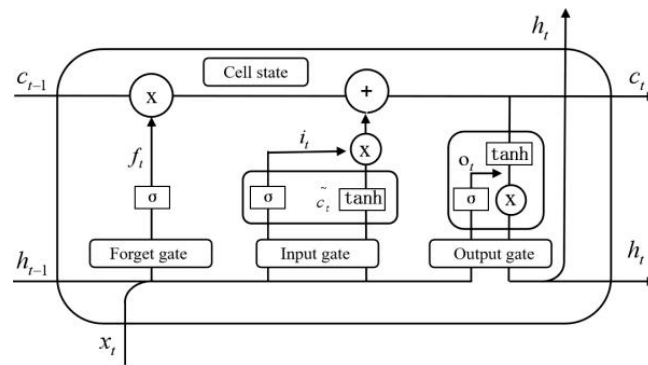 h_t
Cell state
c_{t-1}
x
+
c_t
i_t
x
f_t
o_t
tanh
σ
σ
c̃_t
tanh
σ
x
Forget gate
Input gate
Output gate
h_{t-1}
h_t
x_t